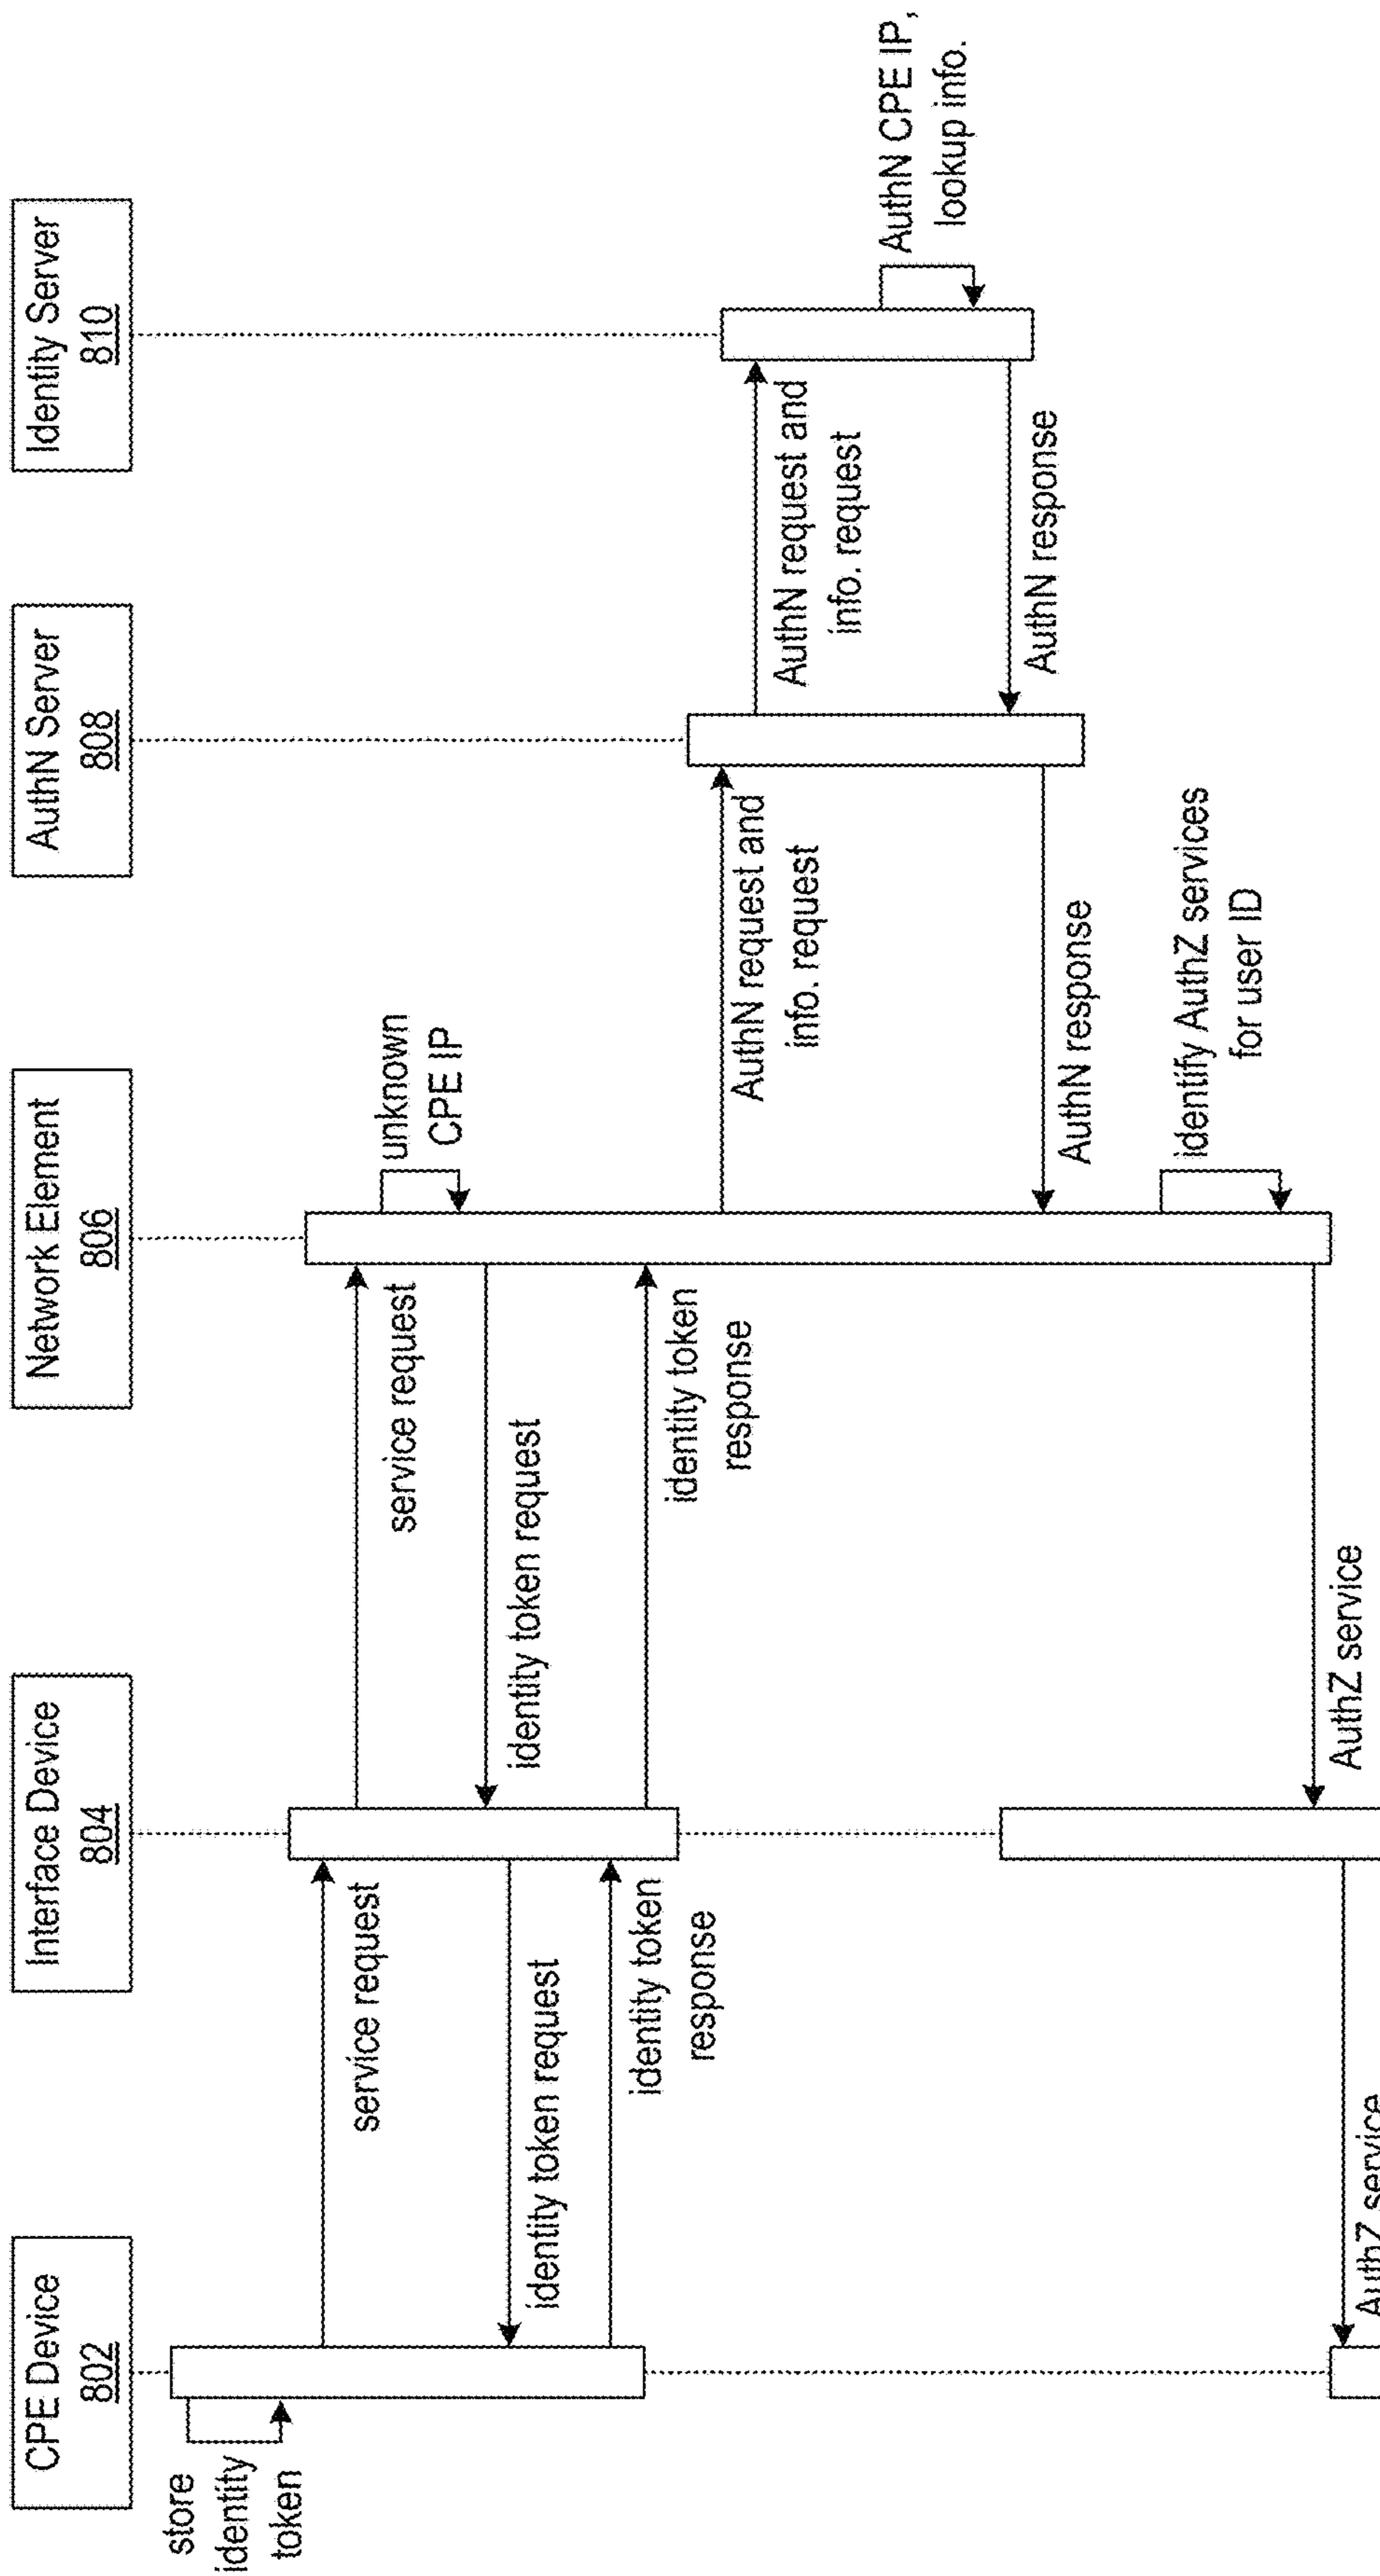 CPE Device
802
Interface Device
804
Network Element
806
AuthN Server
808
Identity Server
810
store
identity
token
service request
service request
unknown
CPE IP
identity token request
identity token request
identity token
response
identity token
response
AuthN request and
info. request
AuthN request and
info. request
AuthN CPE IP,
lookup info.
AuthN response
AuthN response
identify AuthZ services
for user ID
AuthZ service
AuthZ service